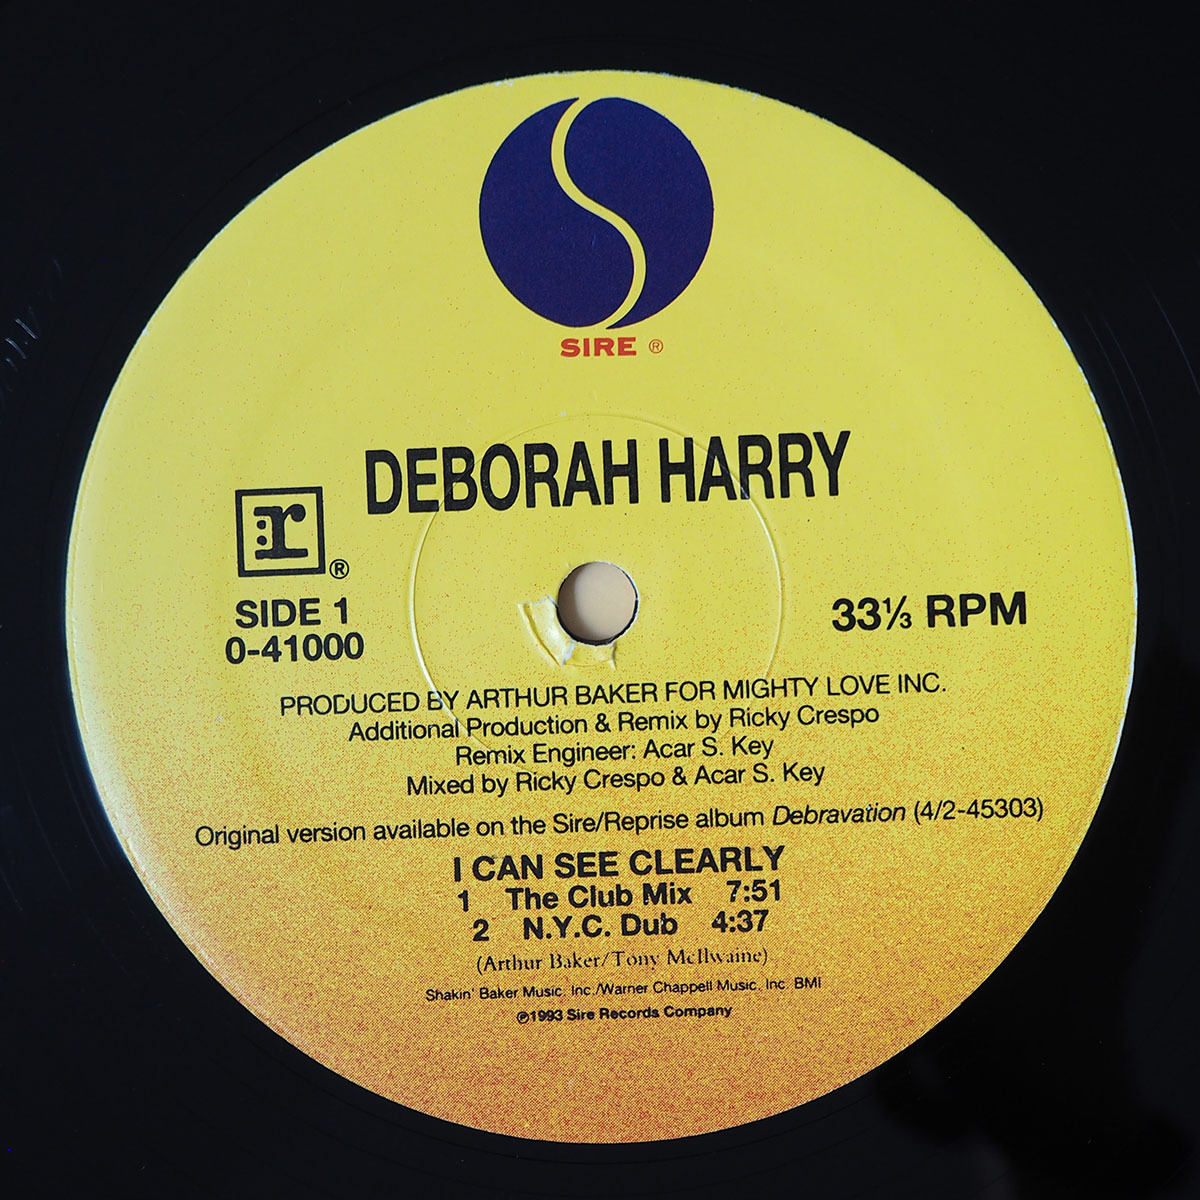 SIRE ®
DEBORAH HARRY
r ®
SIDE 1
0-41000
33⅓ RPM
PRODUCED BY ARTHUR BAKER FOR MIGHTY LOVE INC.
Additional Production & Remix by Ricky Crespo
Remix Engineer: Acar S. Key
Mixed by Ricky Crespo & Acar S. Key
Original version available on the Sire/Reprise album Debravation (4/2-45303)
I CAN SEE CLEARLY
1 The Club Mix 7:51
2 N.Y.C. Dub 4:37
(Arthur Baker/Tony McIlwaine)
Shakin' Baker Music, Inc./Warner Chappell Music, Inc. BMI
℗1993 Sire Records Company